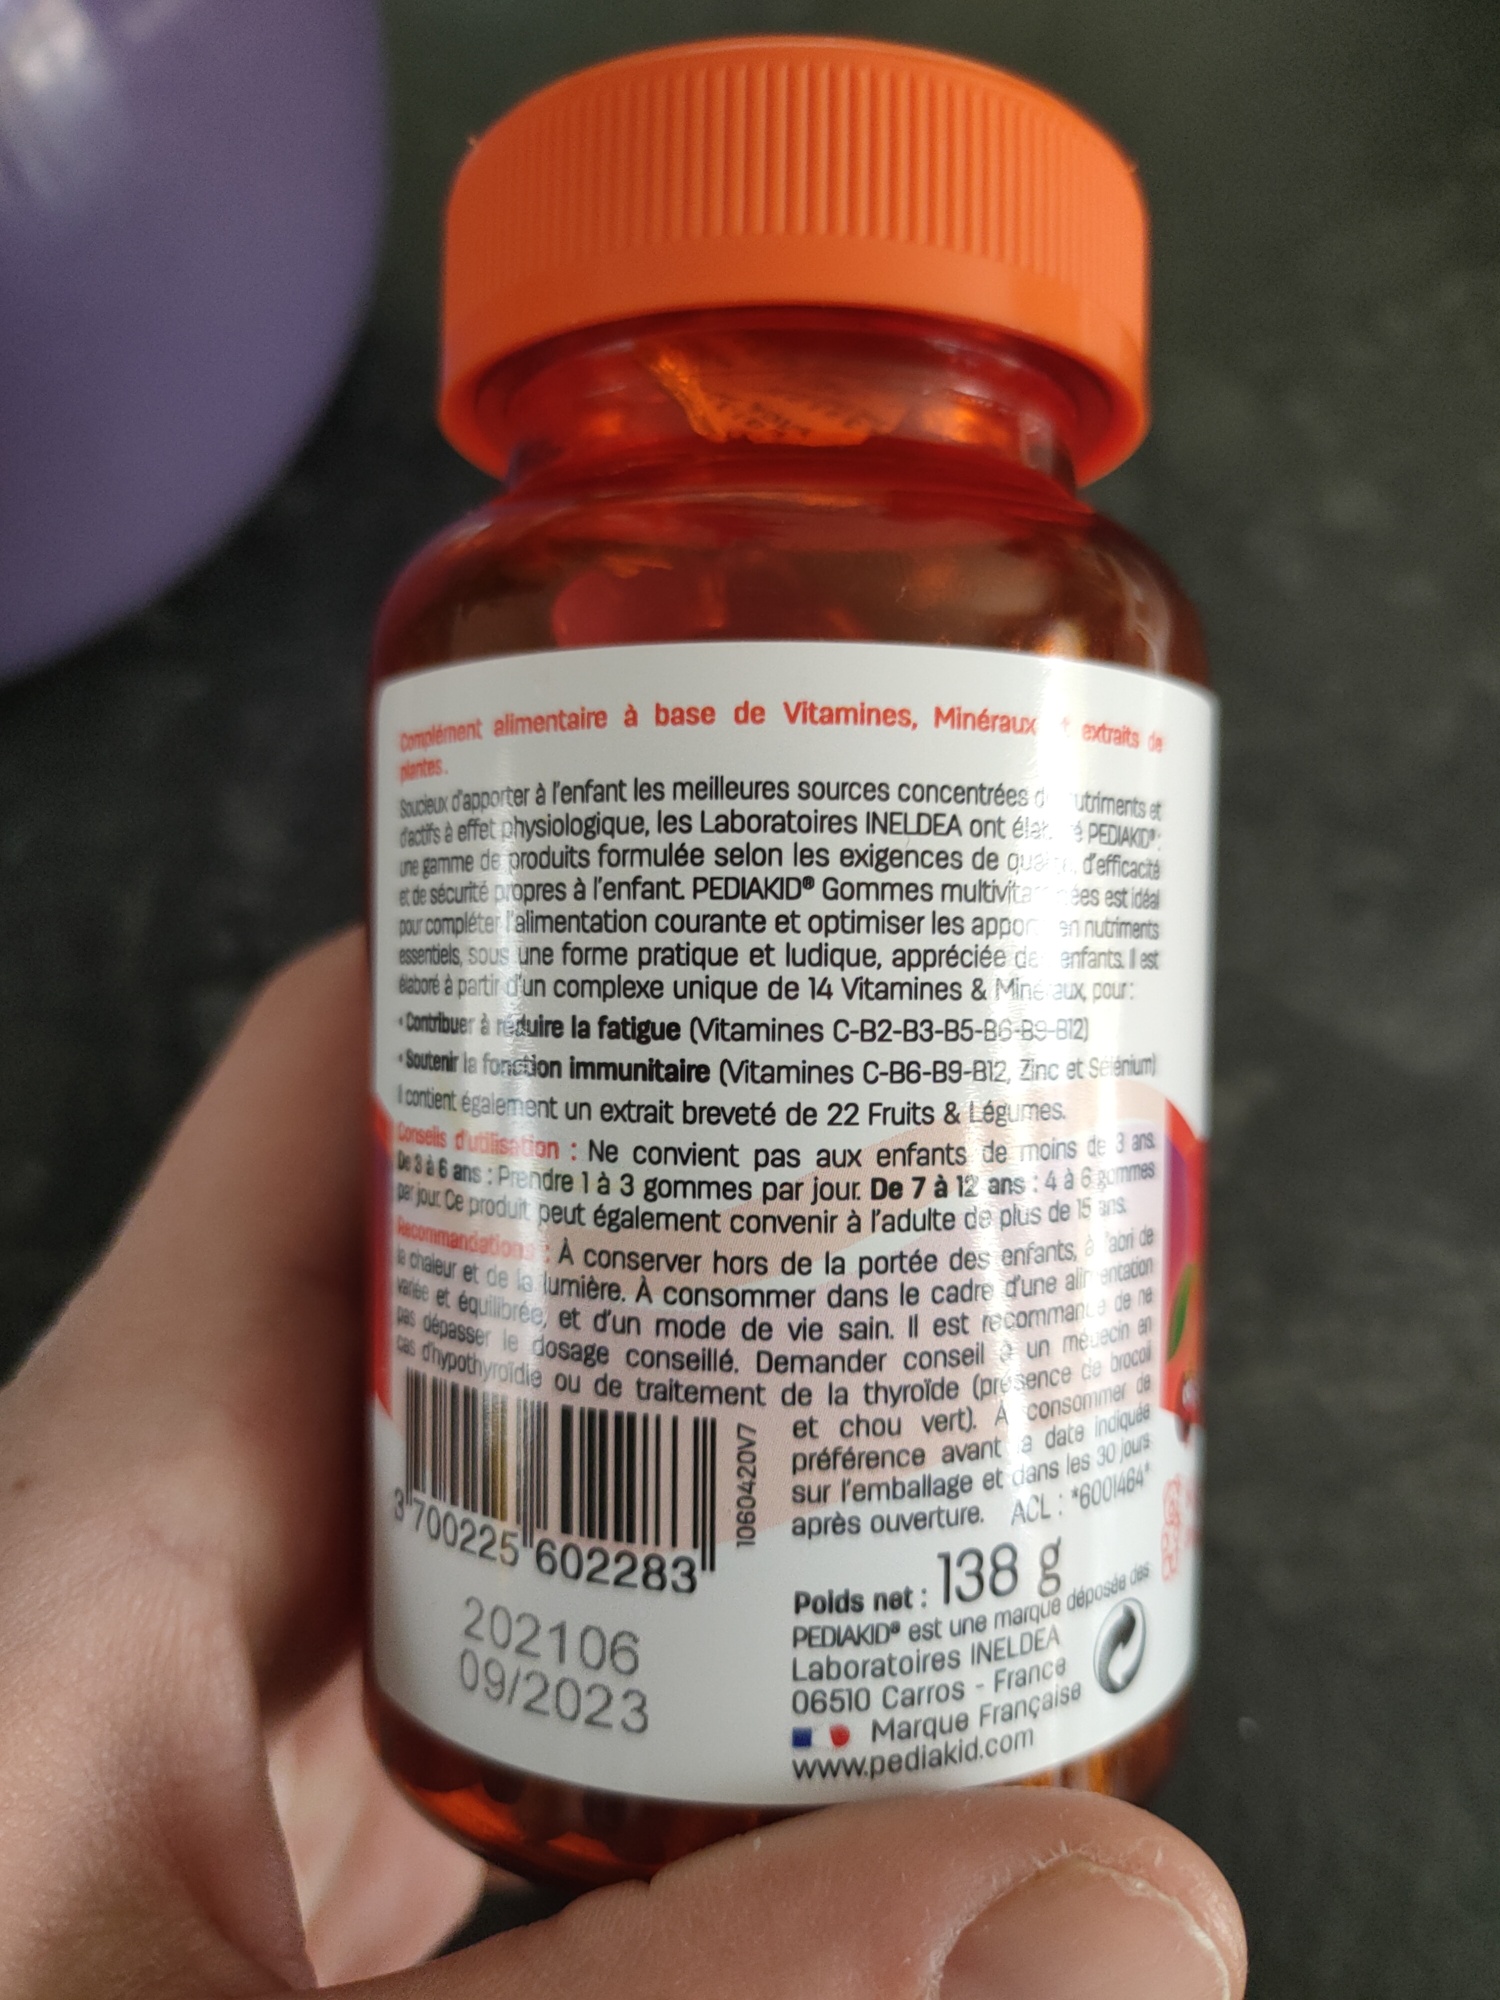 Complément alimentaire à base de Vitamines, Minéraux extraits de
plantes.
Soucieux d'apporter à l'enfant les meilleures sources concentrées de nutriments et
d'actifs à effet physiologique, les Laboratoires INELDEA ont élaboré PEDIAKID® :
une gamme de produits formulée selon les exigences de qualité, d'efficacité
et de sécurité propres à l'enfant. PEDIAKID® Gommes multivitaminées est idéal
pour compléter l'alimentation courante et optimiser les apports en nutriments
essentiels, sous une forme pratique et ludique, appréciée des enfants. Il est
élaboré à partir d'un complexe unique de 14 Vitamines & Minéraux, pour :
• Contribuer à réduire la fatigue (Vitamines C-B2-B3-B5-B6-B9-B12)
• Soutenir la fonction immunitaire (Vitamines C-B6-B9-B12, Zinc et Sélénium)
Il contient également un extrait breveté de 22 Fruits & Légumes.
Conseils d'utilisation : Ne convient pas aux enfants de moins de 3 ans.
De 3 à 6 ans : Prendre 1 à 3 gommes par jour. De 7 à 12 ans : 4 à 6 gommes
par jour. Ce produit peut également convenir à l'adulte de plus de 15 ans.
Recommandations : À conserver hors de la portée des enfants, à l'abri de
la chaleur et de la lumière. À consommer dans le cadre d'une alimentation
variée et équilibrée, et d'un mode de vie sain. Il est recommandé de ne
pas dépasser le dosage conseillé. Demander conseil à un médecin en
cas d'hypothyroïdie ou de traitement de la thyroïde (présence de brocoli
et chou vert). À consommer de
préférence avant la date indiquée
sur l'emballage et dans les 30 jours
après ouverture. ACL : *6001464*
1060420V7
3 700225 602283
202106
09/2023
Poids net : 138 g
PEDIAKID® est une marque déposée des
Laboratoires INELDEA
06510 Carros - France
Marque Française
www.pediakid.com